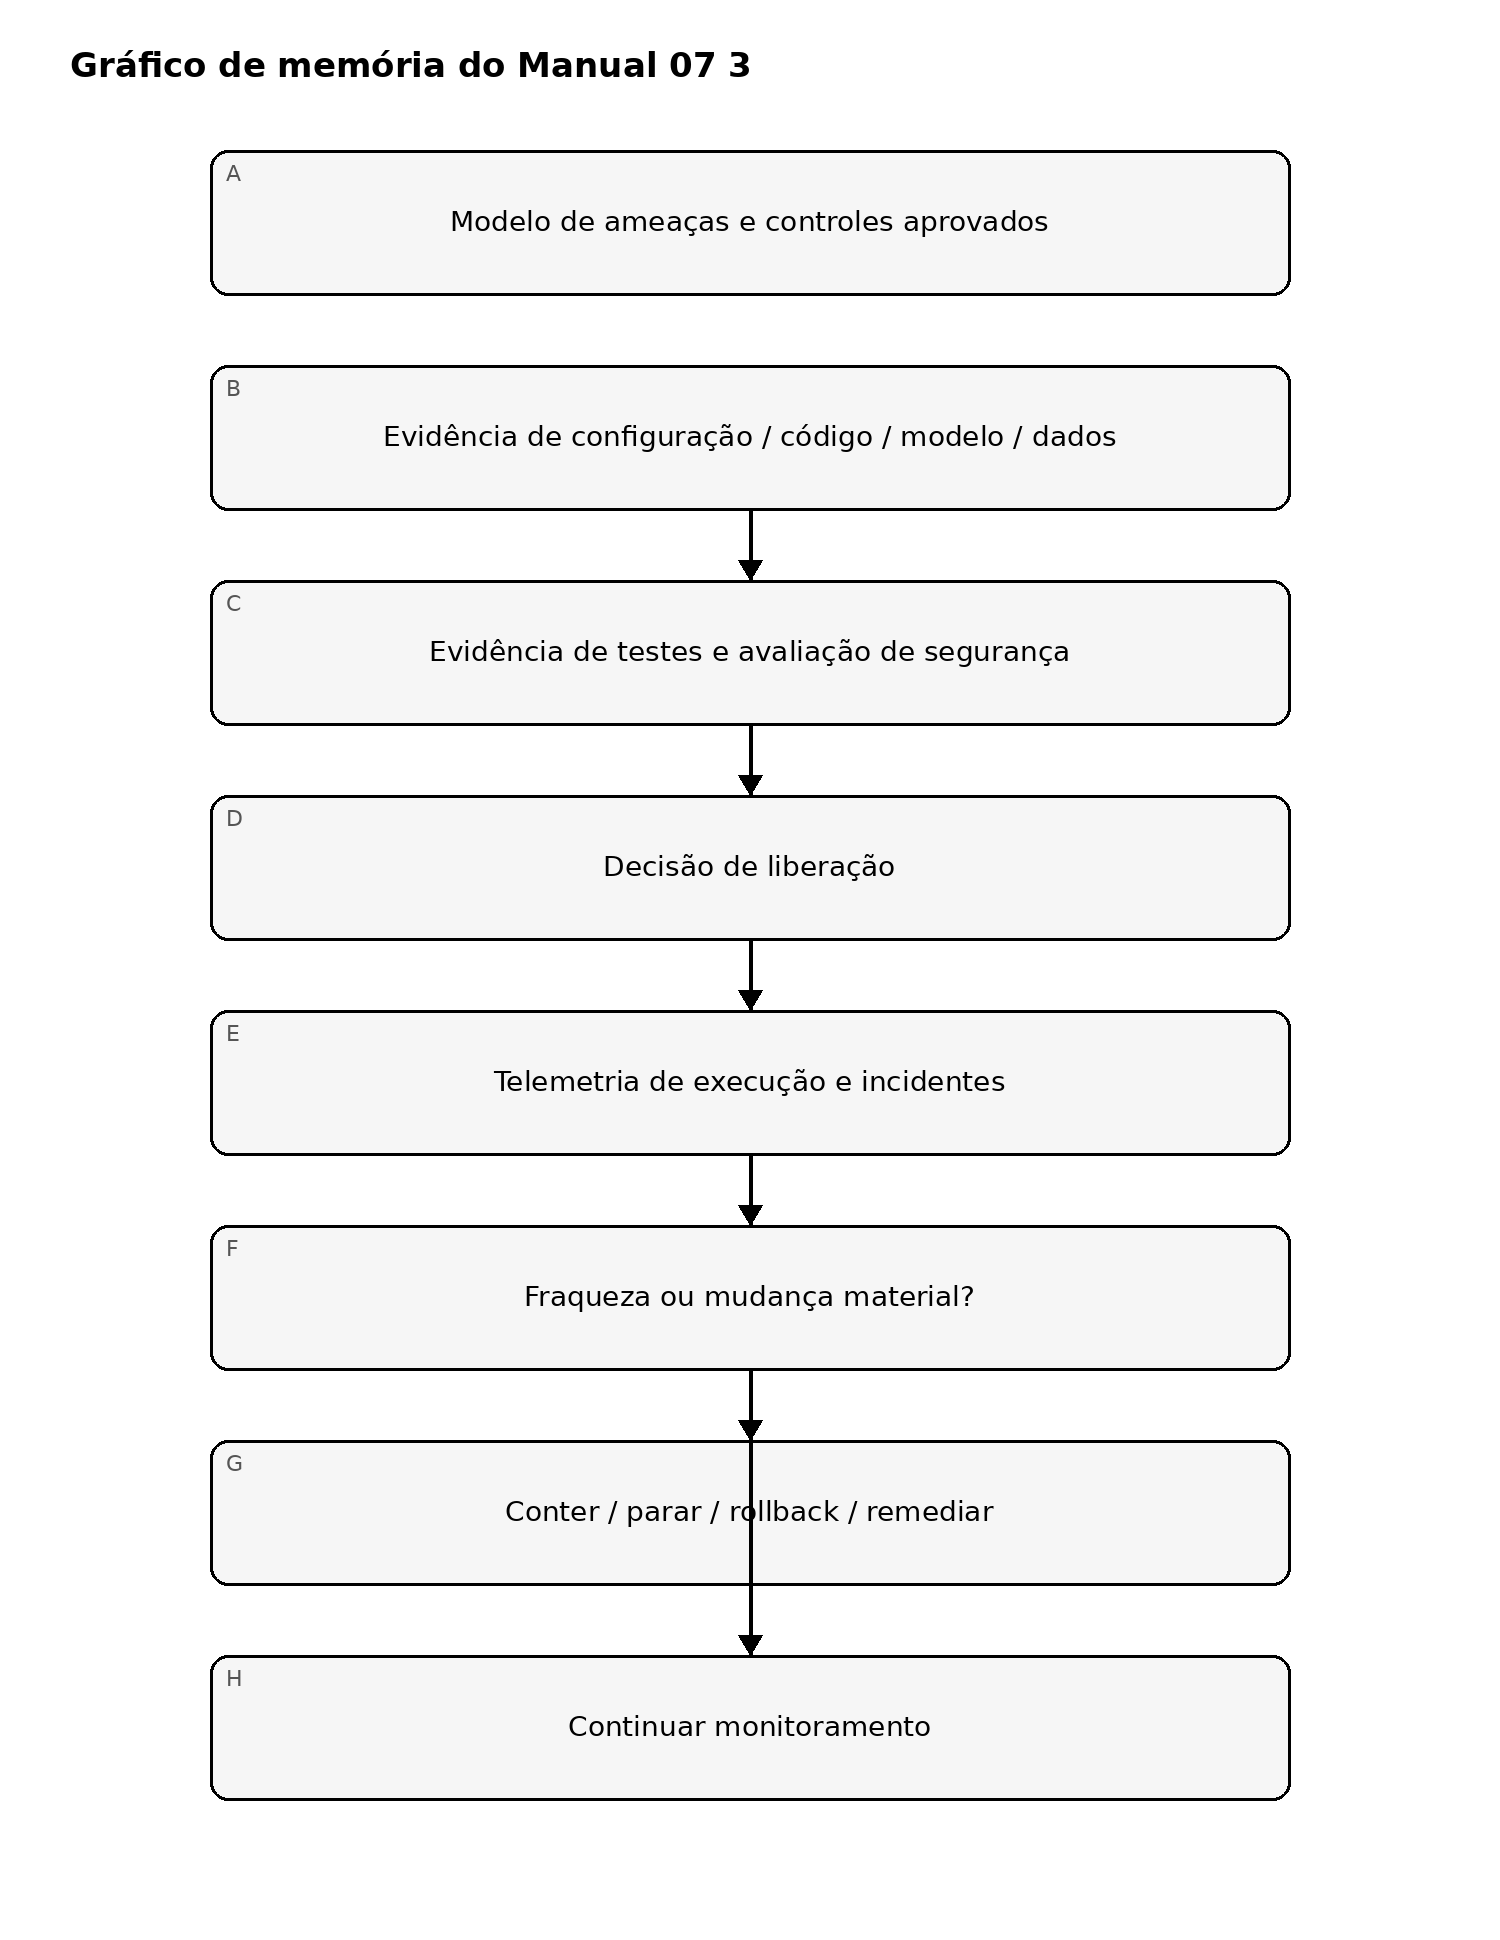 Gráfico de memória do Manual 07 3
A
Modelo de ameaças e controles aprovados
B
Evidência de configuração / código / modelo / dados
C
Evidência de testes e avaliação de segurança
D
Decisão de liberação
E
Telemetria de execução e incidentes
F
Fraqueza ou mudança material?
G
Conter / parar / rollback / remediar
H
Continuar monitoramento